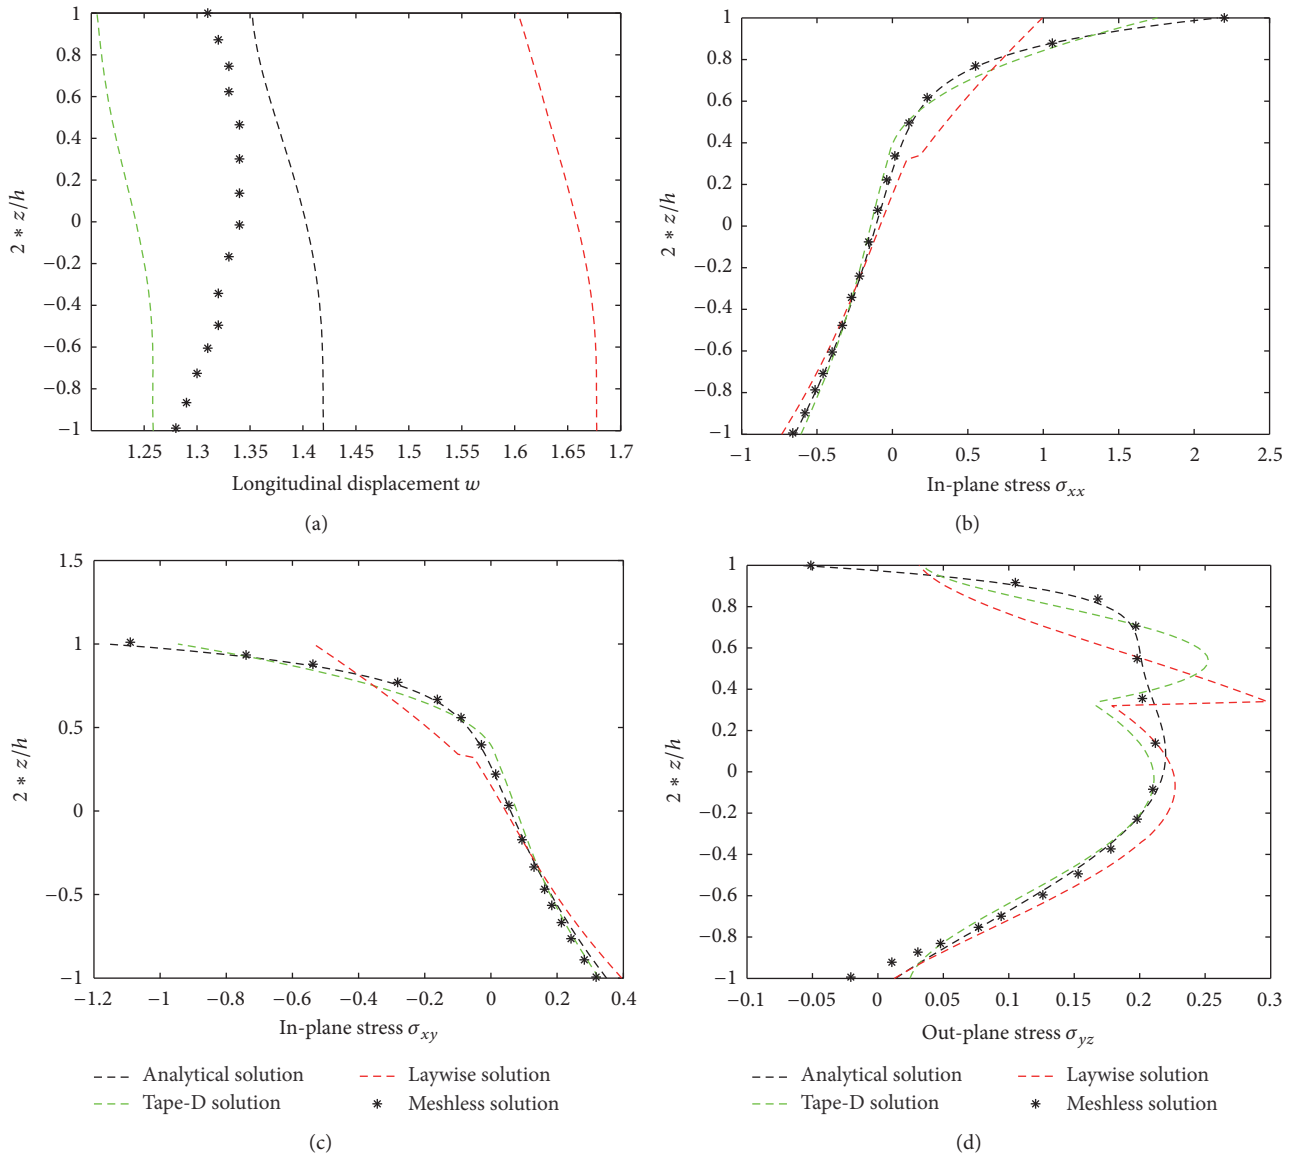 1
0.8
0.6
0.4
0.2
0
−0.2
−0.4
−0.6
−0.8
−1
2 ∗ z/h
1.25 1.3 1.35 1.4 1.45 1.5 1.55 1.6 1.65 1.7
Longitudinal displacement w
(a)
1
0.8
0.6
0.4
0.2
0
−0.2
−0.4
−0.6
−0.8
−1
2 ∗ z/h
−1 −0.5 0 0.5 1 1.5 2 2.5
In-plane stress σxx
(b)
1.5
1
0.5
0
−0.5
−1
2 ∗ z/h
−1.2 −1 −0.8 −0.6 −0.4 −0.2 0 0.2 0.4
In-plane stress σxy
Analytical solution
Tape-D solution
Laywise solution
Meshless solution
(c)
1
0.8
0.6
0.4
0.2
0
−0.2
−0.4
−0.6
−0.8
−1
2 ∗ z/h
−0.1 −0.05 0 0.05 0.1 0.15 0.2 0.25 0.3
Out-plane stress σyz
Analytical solution
Tape-D solution
Laywise solution
Meshless solution
(d)